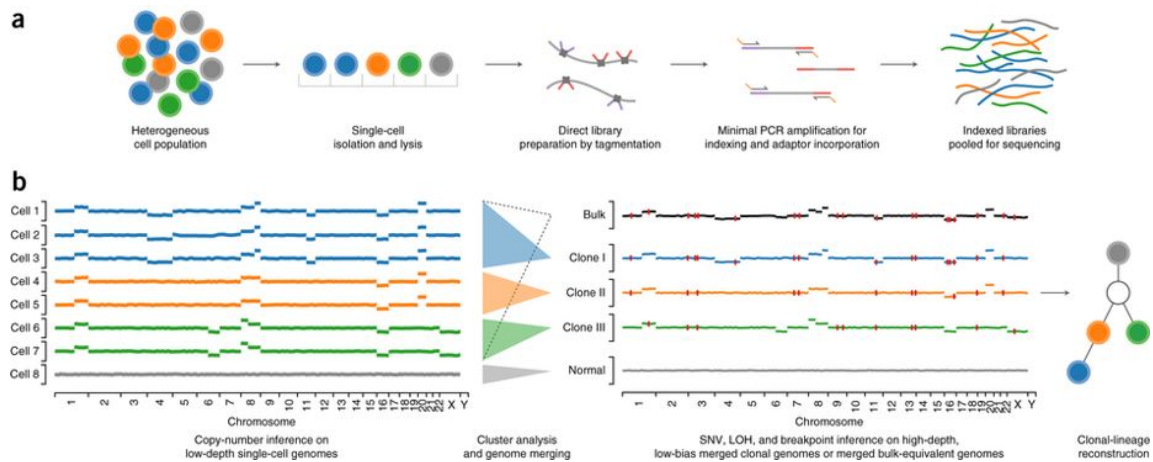 a
Heterogeneous
cell population
Single-cell
isolation and lysis
Direct library
preparation by tagmentation
Minimal PCR amplification for
indexing and adaptor incorporation
Indexed libraries
pooled for sequencing
b
Cell 1
Cell 2
Cell 3
Cell 4
Cell 5
Cell 6
Cell 7
Cell 8
1 2 3 4 5 6 7 8 9 10 11 12 13 14 15 16 17 18 19 20 21 22 X Y
Chromosome
Copy-number inference on
low-depth single-cell genomes
Cluster analysis
and genome merging
Bulk
Clone I
Clone II
Clone III
Normal
1 2 3 4 5 6 7 8 9 10 11 12 13 14 15 16 17 18 19 20 21 22 X Y
Chromosome
SNV, LOH, and breakpoint inference on high-depth,
low-bias merged clonal genomes or merged bulk-equivalent genomes
Clonal-lineage
reconstruction